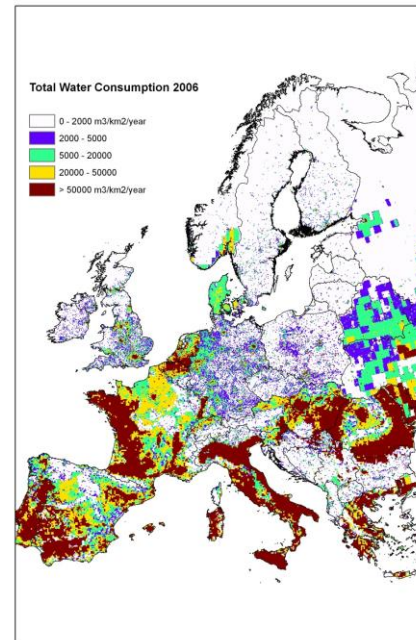 Total Water Consumption 2006
0 - 2000 m3/km2/year
2000 - 5000
5000 - 20000
20000 - 50000
> 50000 m3/km2/year